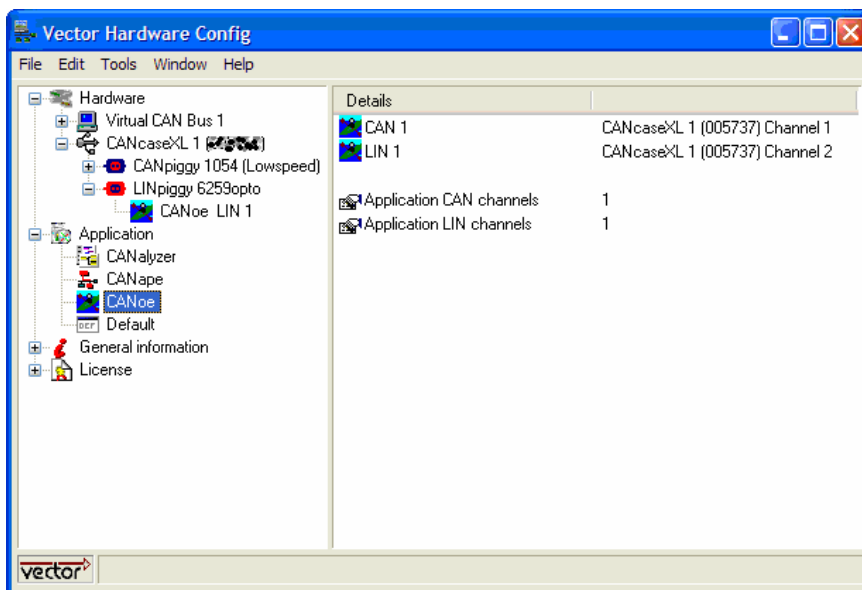 Vector Hardware Config
File Edit Tools Window Help
Hardware
Virtual CAN Bus 1
CANcaseXL 1 (
CANpiggy 1054 (Lowspeed)
LINpiggy 6259opto
CANoe LIN 1
Application
CANalyzer
CANape
CANoe
DEF Default
General information
License
Details
CAN 1 CANcaseXL 1 (005737) Channel 1
LIN 1 CANcaseXL 1 (005737) Channel 2
Application CAN channels 1
Application LIN channels 1
vector